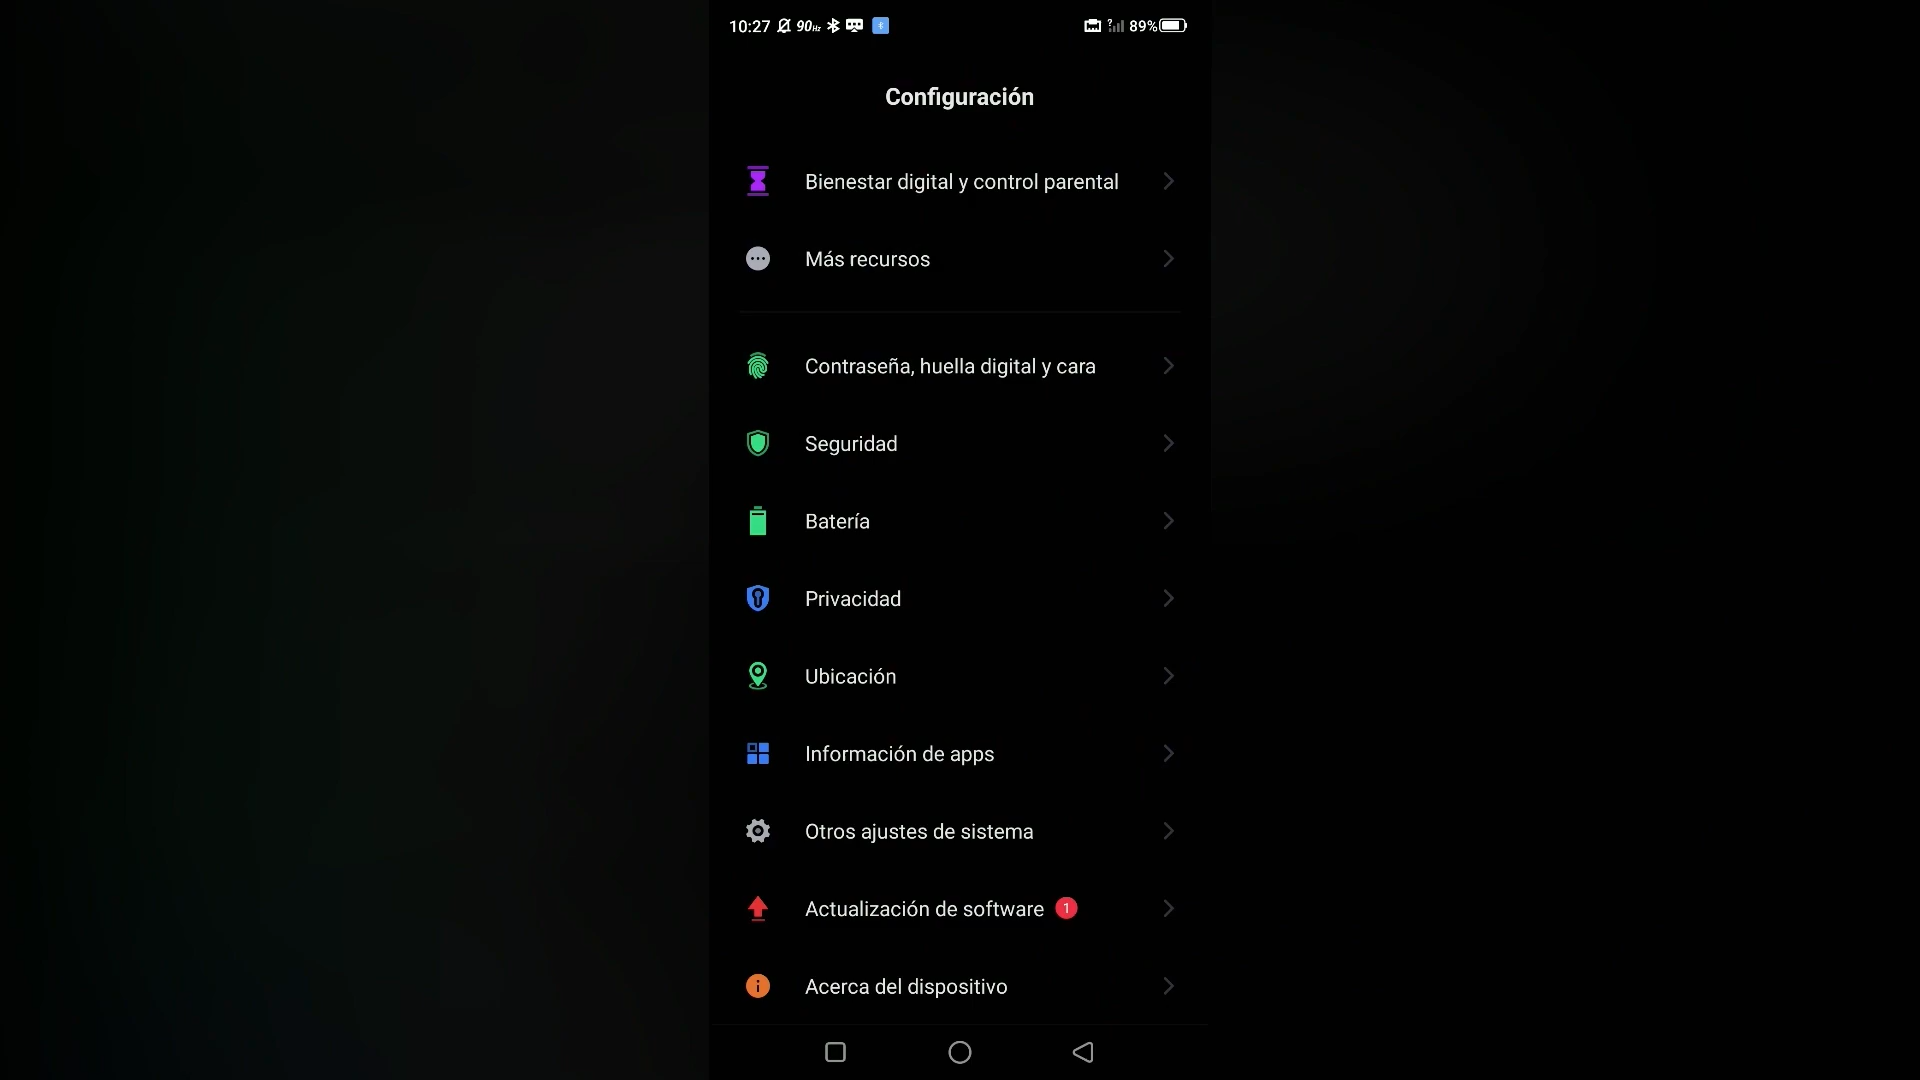 10:27 90Hz 89%
Configuración
Bienestar digital y control parental
Más recursos
Contraseña, huella digital y cara
Seguridad
Batería
Privacidad
Ubicación
Información de apps
Otros ajustes de sistema
Actualización de software 1
Acerca del dispositivo